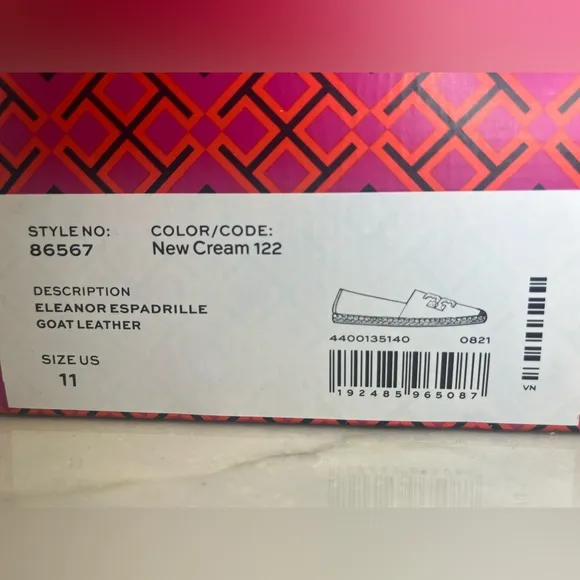 STYLE NO:
86567
COLOR/CODE:
New Cream 122
DESCRIPTION
ELEANOR ESPADRILLE
GOAT LEATHER
SIZE US
11
4400135140 0821
192485 965087
VN